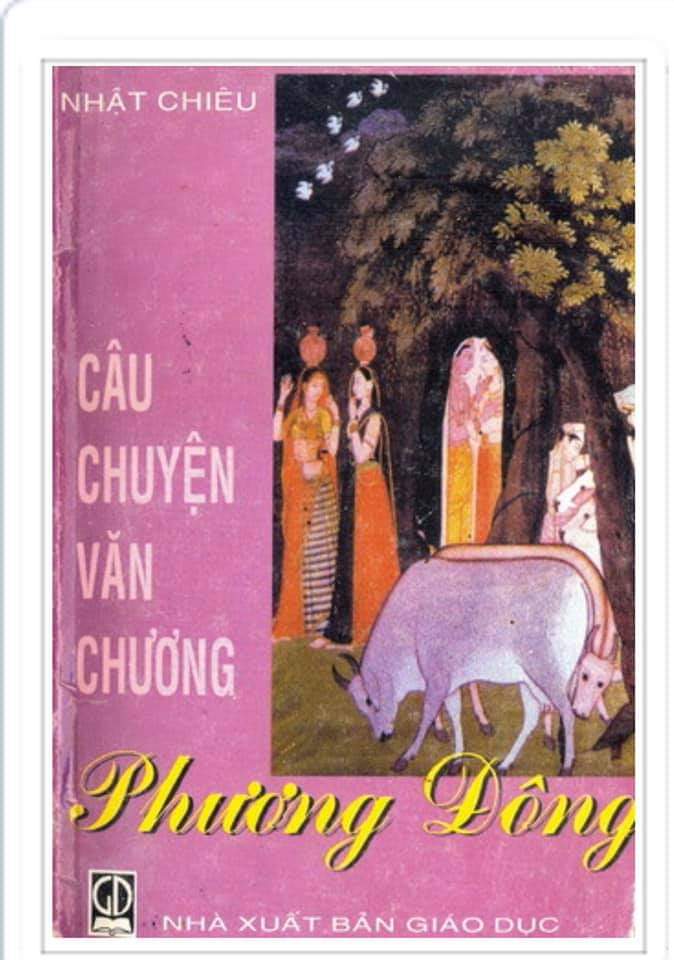 NHẬT CHIÊU
CÂU
CHUYỆN
VĂN
CHƯƠNG
Phương Đông
GD
NHÀ XUẤT BẢN GIÁO DỤC